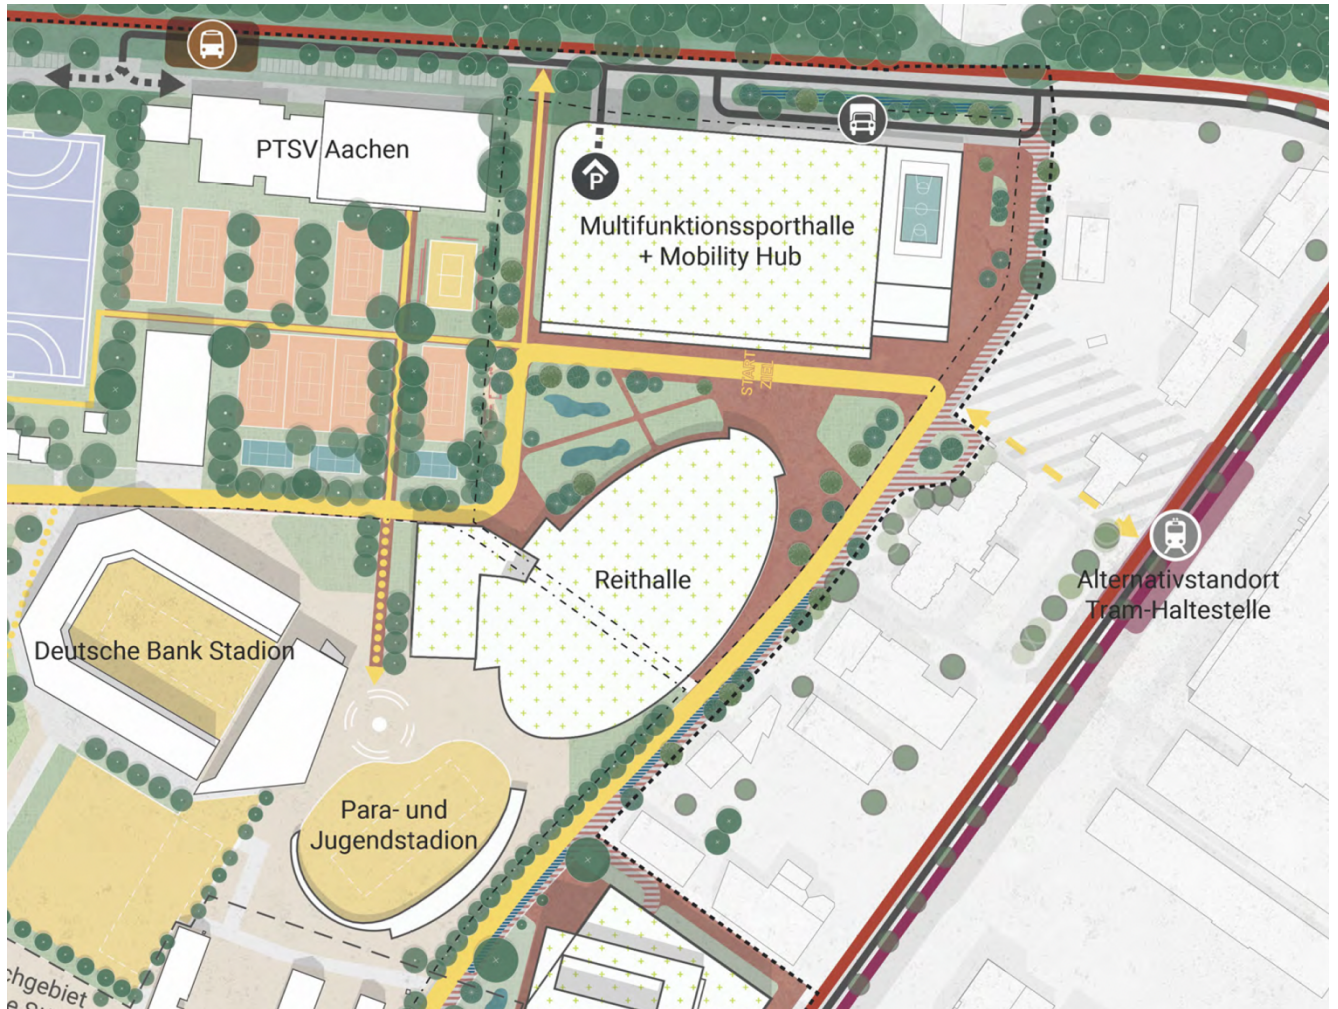 PTSV Aachen
P
Multifunktionssporthalle
+ Mobility Hub
START
ZIEL
Reithalle
Alternativstandort
Tram-Haltestelle
Deutsche Bank Stadion
Para- und
Jugendstadion
chgebiet